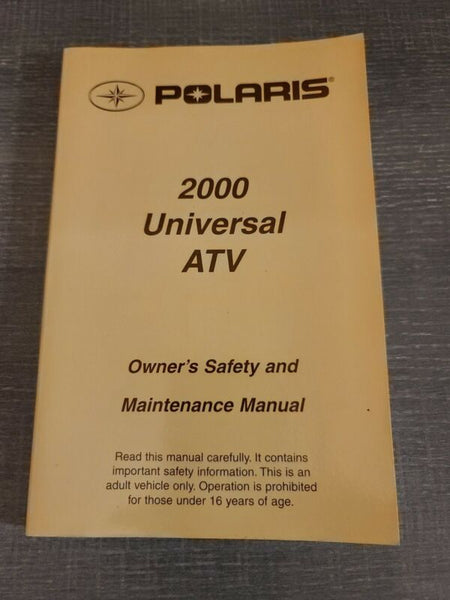 POLARIS®
2000
Universal
ATV
Owner's Safety and
Maintenance Manual
Read this manual carefully. It contains
important safety information. This is an
adult vehicle only. Operation is prohibited
for those under 16 years of age.